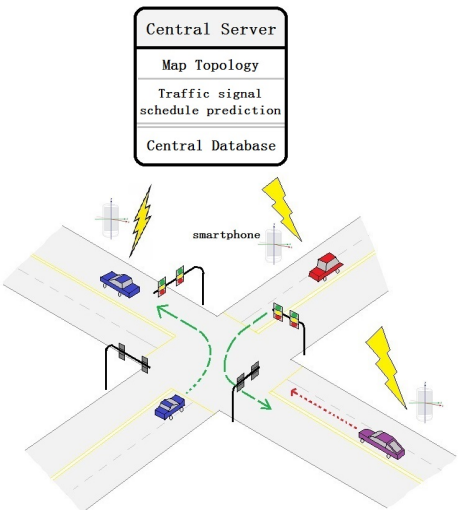 Central Server
Map Topology
Traffic signal
schedule prediction
Central Database
smartphone